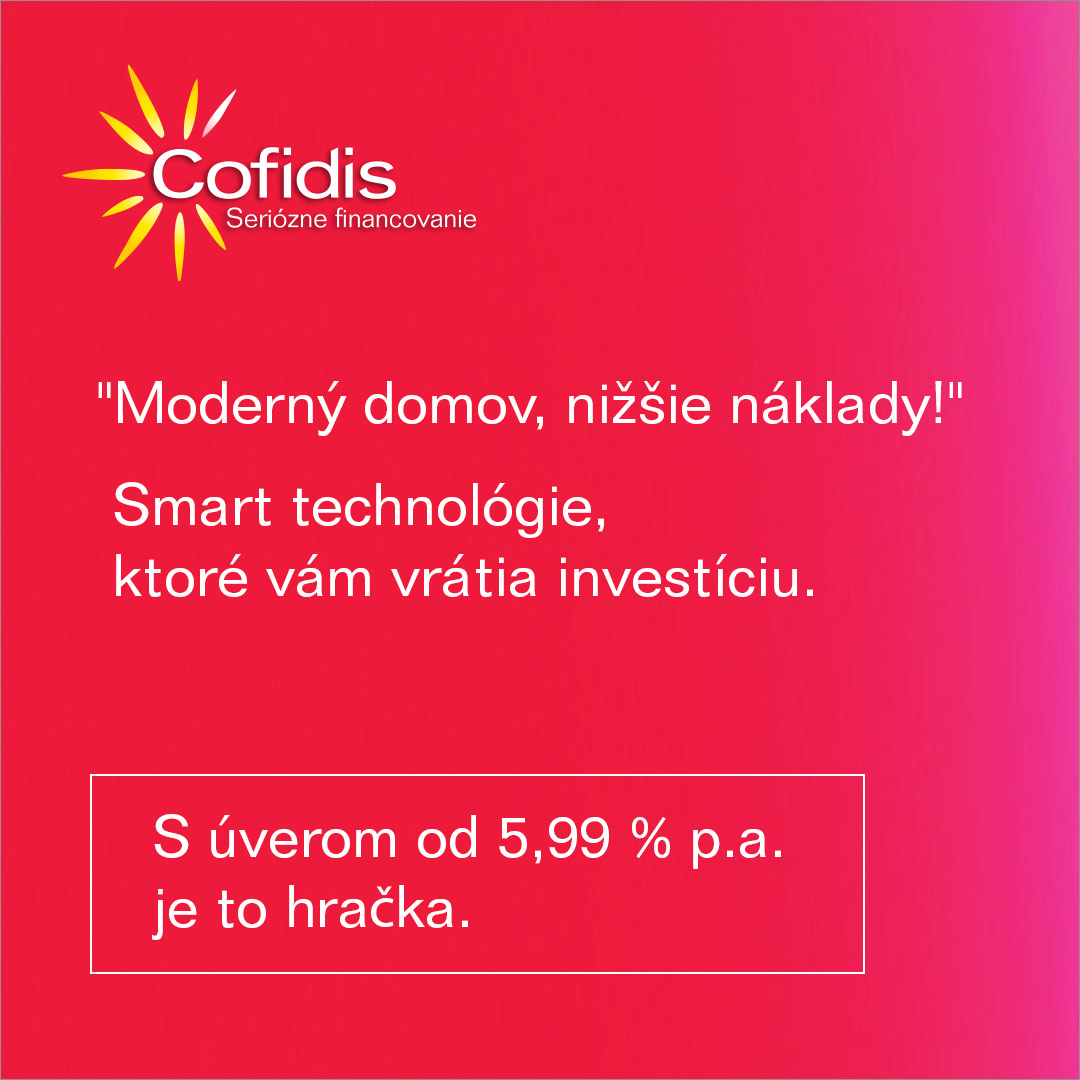 Cofidis
Seriózne financovanie
"Moderný domov, nižšie náklady!"
Smart technológie,
ktoré vám vrátia investíciu.
S úverom od 5,99 % p.a.
je to hračka.